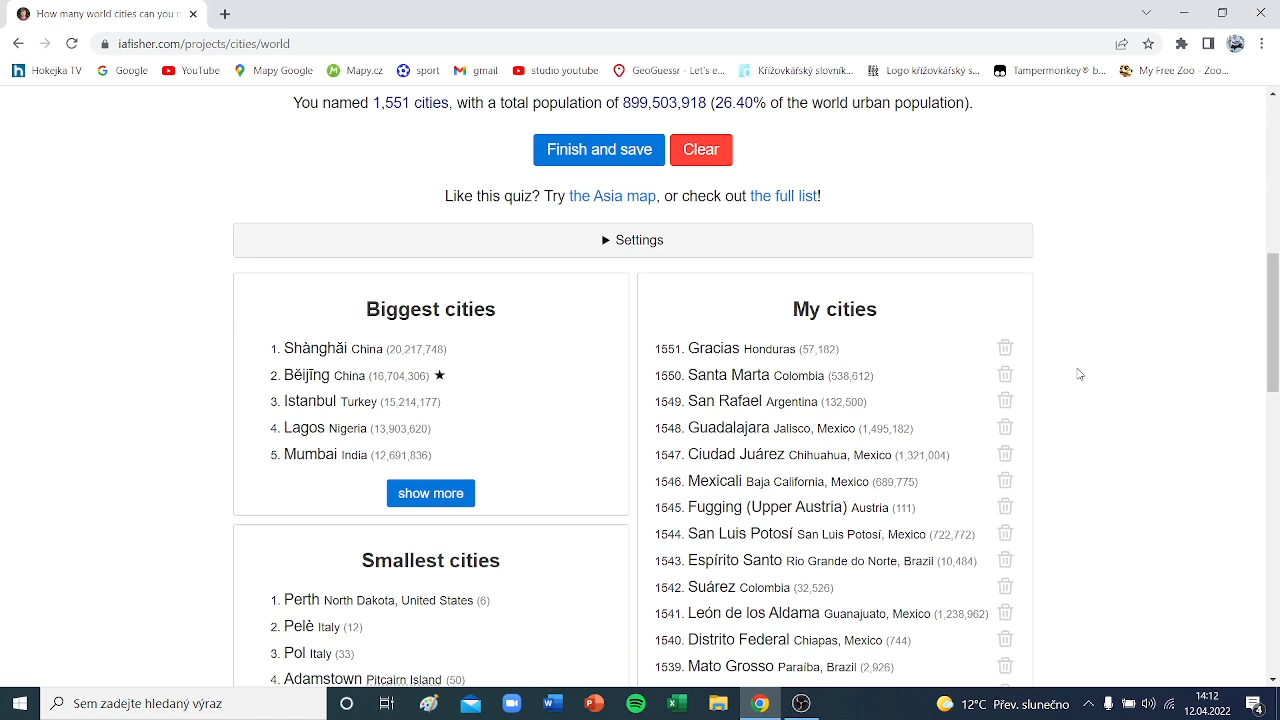 How many world cities can you n
iafisher.com/projects/cities/world
Hokejka TV Google YouTube Mapy Google Mapy.cz sport gmail studio youtube GeoGuessr - Let's e... Křížovkářský slovník... Logo křížovkářský s... Tampermonkey® b... My Free Zoo - Zoo...
You named 1,551 cities, with a total population of 899,503,918 (26.40% of the world urban population).
Finish and save Clear
Like this quiz? Try the Asia map, or check out the full list!
▶ Settings
Biggest cities
1. Shànghǎi China (20,217,748)
2. Běijīng China (16,704,306) ★
3. Istanbul Turkey (15,214,177)
4. Lagos Nigeria (13,903,620)
5. Mumbai India (12,691,836)
show more
Smallest cities
1. Perth North Dakota, United States (6)
2. Pelé Italy (12)
3. Pol Italy (33)
4. Adamstown Pitcairn Island (50)
My cities
1551. Gracias Honduras (57,182)
1550. Santa Marta Colombia (538,612)
1549. San Rafael Argentina (132,500)
1548. Guadalajara Jalisco, Mexico (1,495,182)
1547. Ciudad Juárez Chihuahua, Mexico (1,321,004)
1546. Mexicali Baja California, Mexico (689,775)
1545. Fugging (Upper Austria) Austria (111)
1544. San Luis Potosí San Luis Potosí, Mexico (722,772)
1543. Espírito Santo Rio Grande do Norte, Brazil (10,484)
1542. Suárez Colombia (32,526)
1541. León de los Aldama Guanajuato, Mexico (1,238,962)
1540. Distrito Federal Chiapas, Mexico (744)
1539. Mato Grosso Paraíba, Brazil (2,926)
Sem zadejte hledaný výraz
12°C Přev. slunečno
14:12
12.04.2022
4